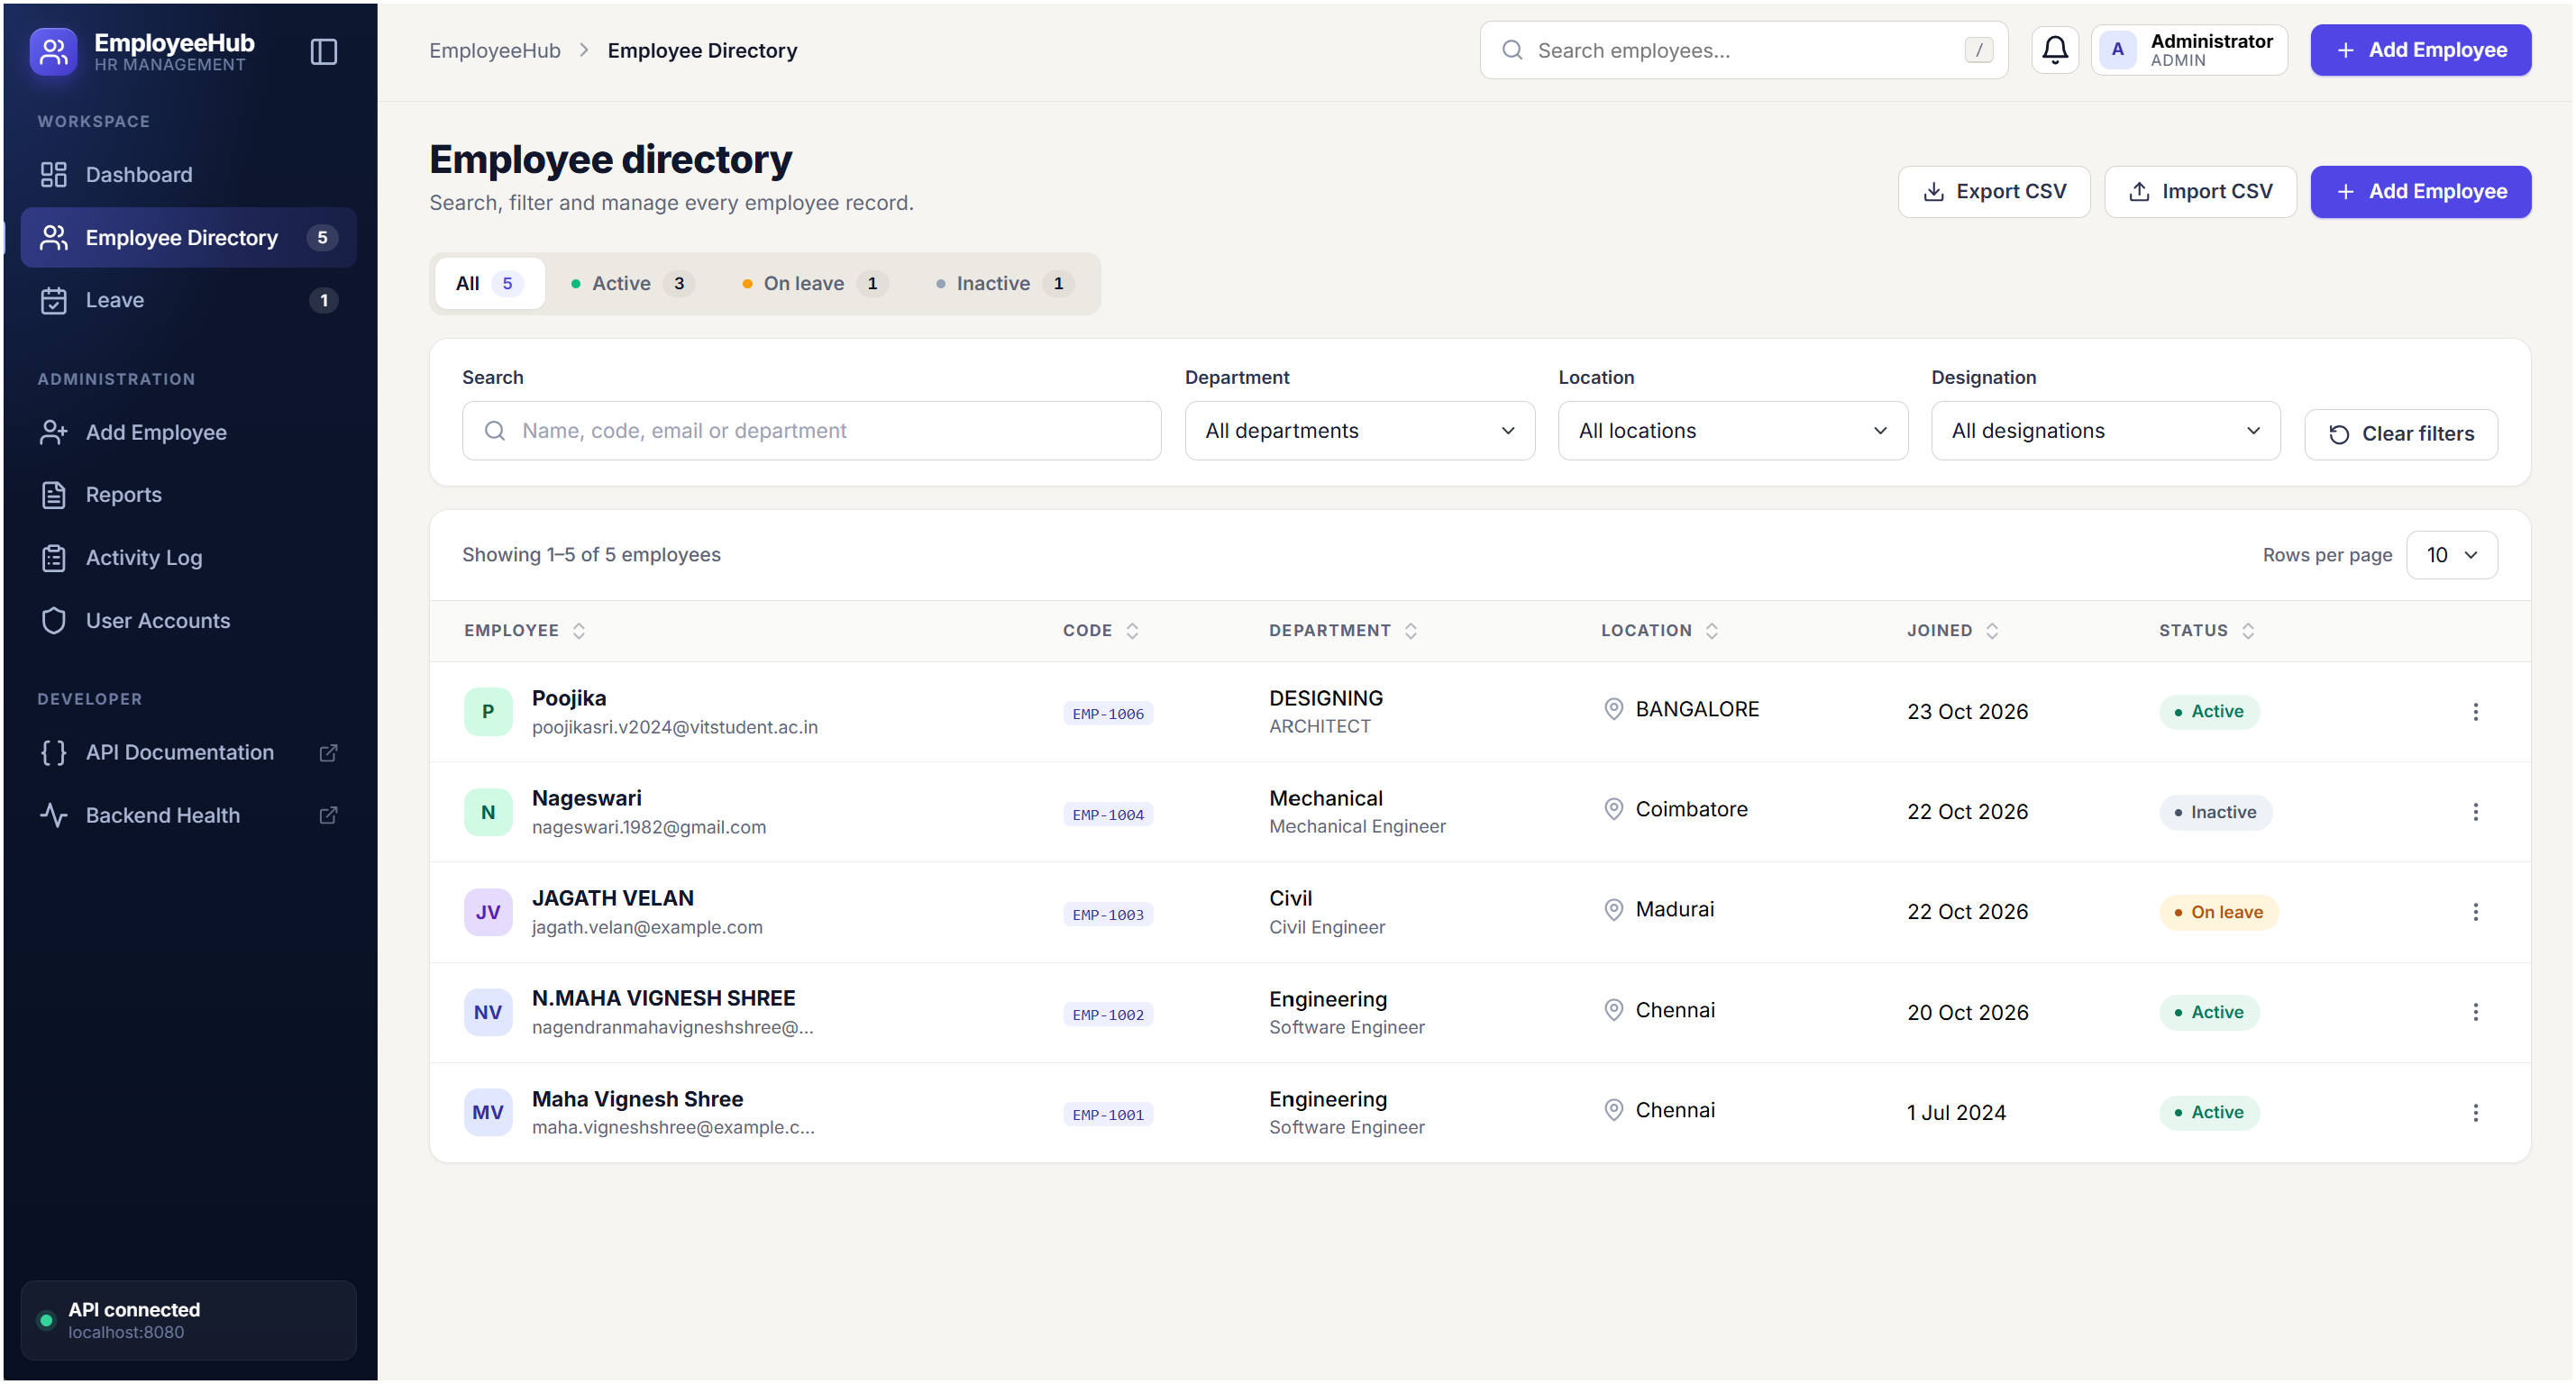 EmployeeHub
HR MANAGEMENT
WORKSPACE
Dashboard
Employee Directory 5
Leave 1
ADMINISTRATION
Add Employee
Reports
Activity Log
User Accounts
DEVELOPER
API Documentation
Backend Health
API connected
localhost:8080
EmployeeHub > Employee Directory
Search employees... /
A Administrator
ADMIN
+ Add Employee
Employee directory
Search, filter and manage every employee record.
Export CSV
Import CSV
+ Add Employee
All 5 Active 3 On leave 1 Inactive 1
Search Department Location Designation
Name, code, email or department All departments All locations All designations Clear filters
Showing 1–5 of 5 employees Rows per page 10
EMPLOYEE CODE DEPARTMENT LOCATION JOINED STATUS
P Poojika EMP-1006 DESIGNING BANGALORE 23 Oct 2026 Active
poojikasri.v2024@vitstudent.ac.in ARCHITECT
N Nageswari EMP-1004 Mechanical Coimbatore 22 Oct 2026 Inactive
nageswari.1982@gmail.com Mechanical Engineer
JV JAGATH VELAN EMP-1003 Civil Madurai 22 Oct 2026 On leave
jagath.velan@example.com Civil Engineer
NV N.MAHA VIGNESH SHREE EMP-1002 Engineering Chennai 20 Oct 2026 Active
nagendranmahavigneshshree@... Software Engineer
MV Maha Vignesh Shree EMP-1001 Engineering Chennai 1 Jul 2024 Active
maha.vigneshshree@example.c... Software Engineer